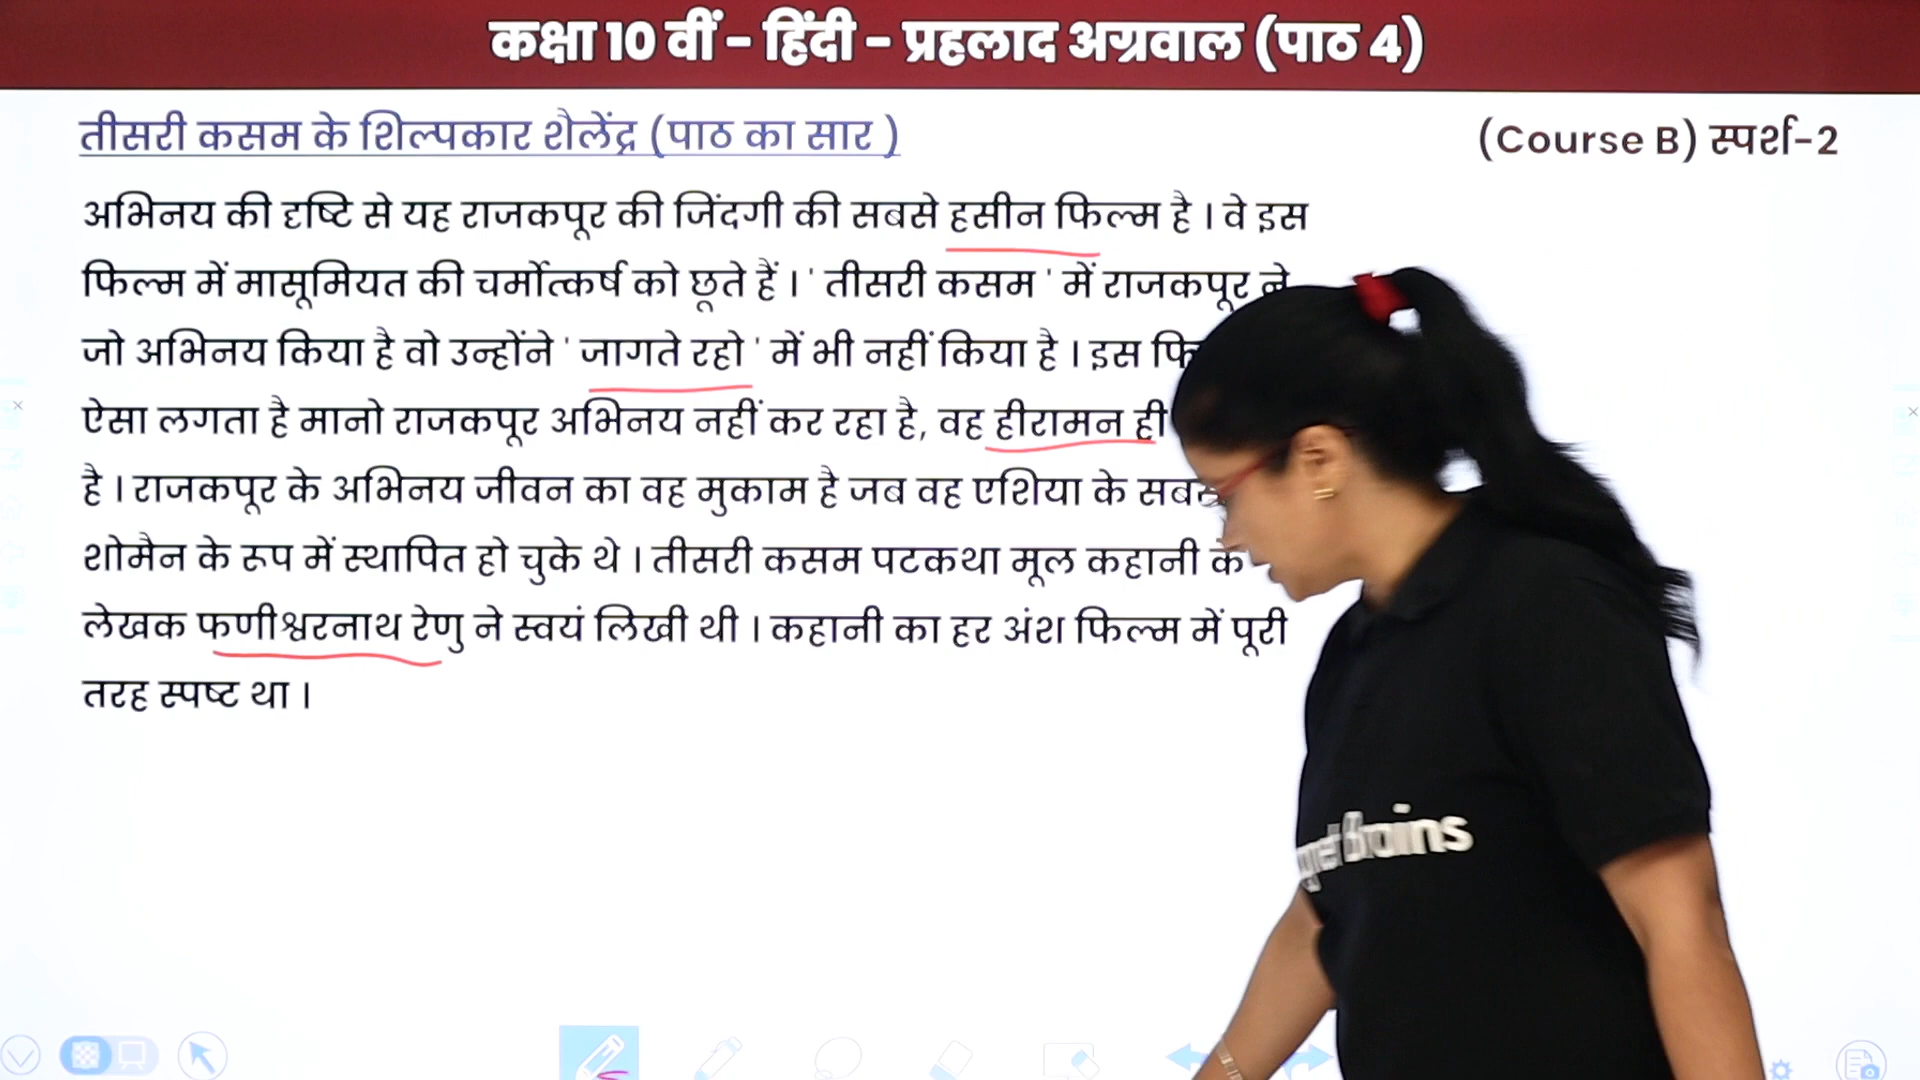 कक्षा 10 वीं - हिंदी - प्रहलाद अग्रवाल (पाठ 4)
तीसरी कसम के शिल्पकार शैलेंद्र (पाठ का सार )
(Course B) स्पर्श-2
अभिनय की दृष्टि से यह राजकपूर की जिंदगी की सबसे हसीन फिल्म है । वे इस
फिल्म में मासूमियत की चर्मोत्कर्ष को छूते हैं । ' तीसरी कसम ' में राजकपूर ने
जो अभिनय किया है वो उन्होंने ' जागते रहो ' में भी नहीं किया है । इस
ऐसा लगता है मानो राजकपूर अभिनय नहीं कर रहा है, वह हीरामन ही
है । राजकपूर के अभिनय जीवन का वह मुकाम है जब वह एशिया के
शोमैन के रूप में स्थापित हो चुके थे । तीसरी कसम पटकथा मूल कहानी के
लेखक फणीश्वरनाथ रेणु ने स्वयं लिखी थी । कहानी का हर अंश फिल्म में पूरी
तरह स्पष्ट था ।
Brains